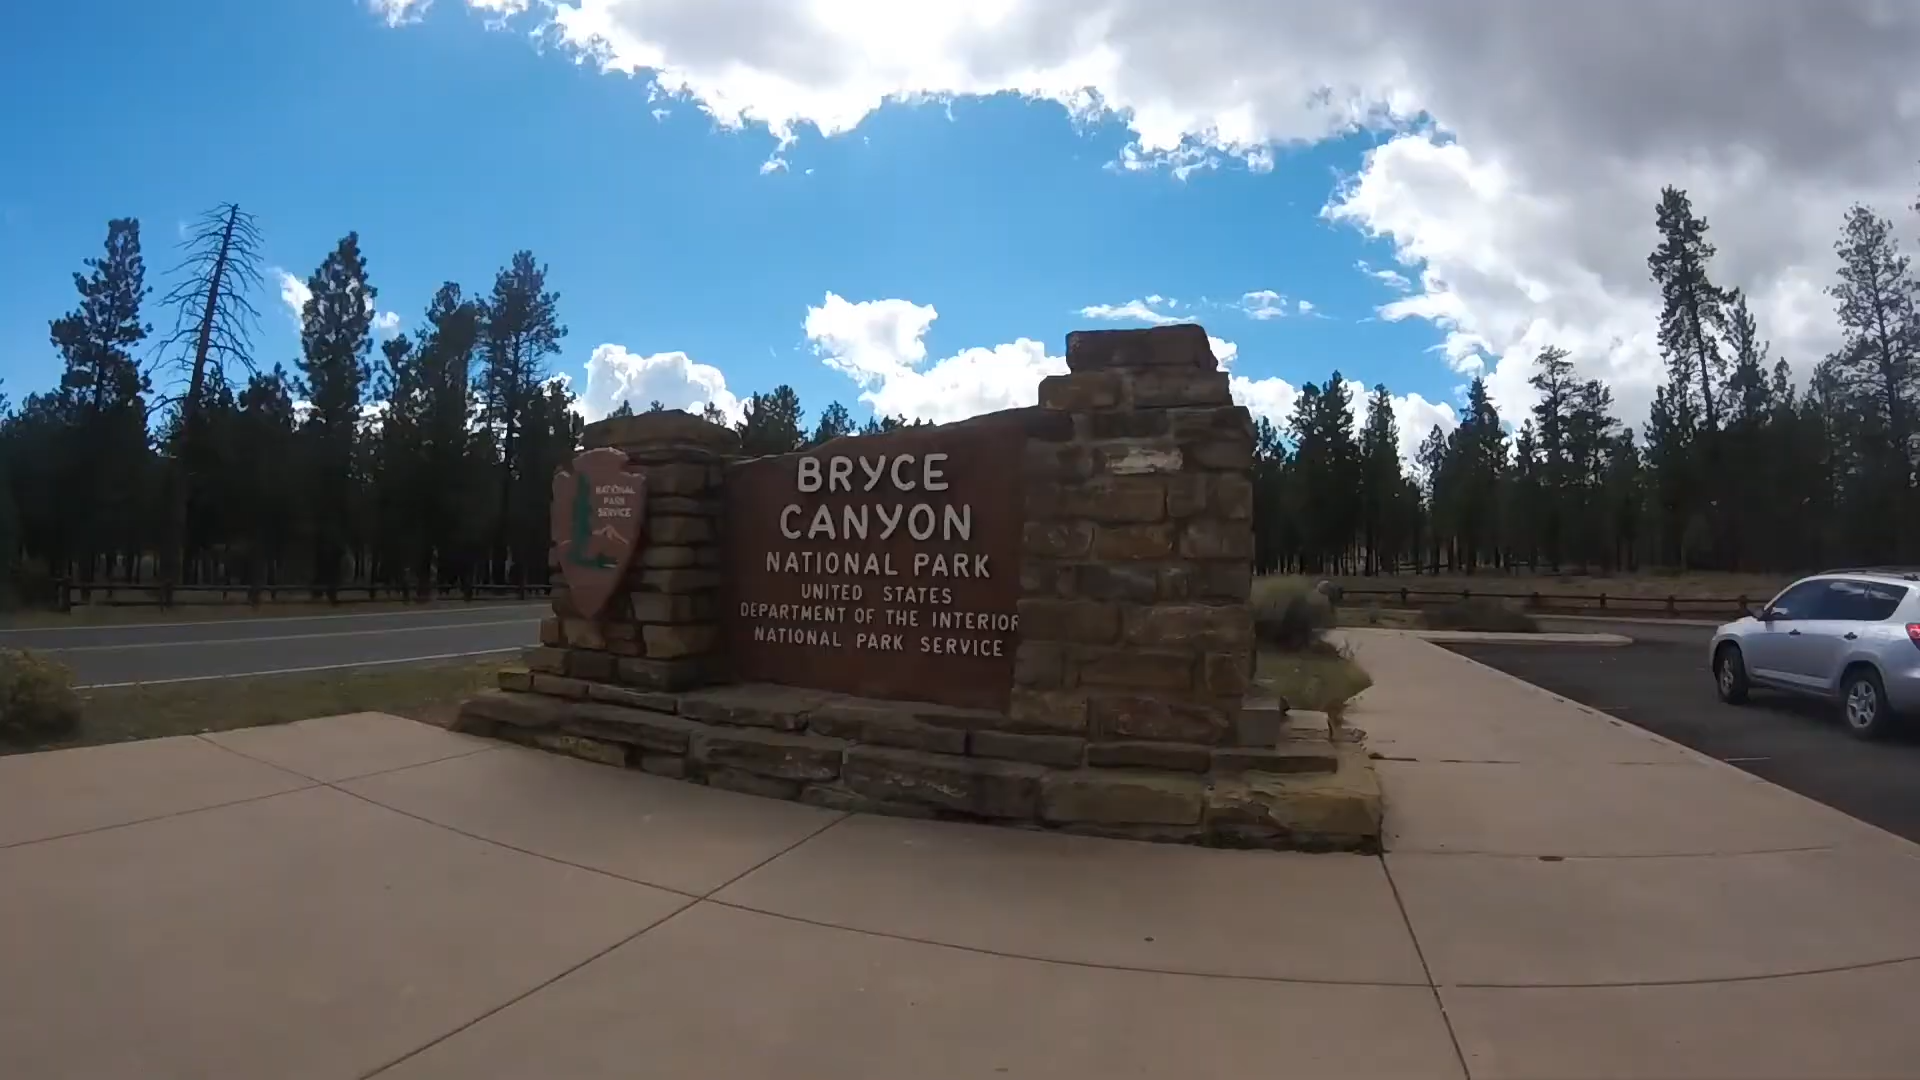 NATIONAL
PARK
SERVICE
BRYCE
CANYON
NATIONAL PARK
UNITED STATES
DEPARTMENT OF THE INTERIOR
NATIONAL PARK SERVICE